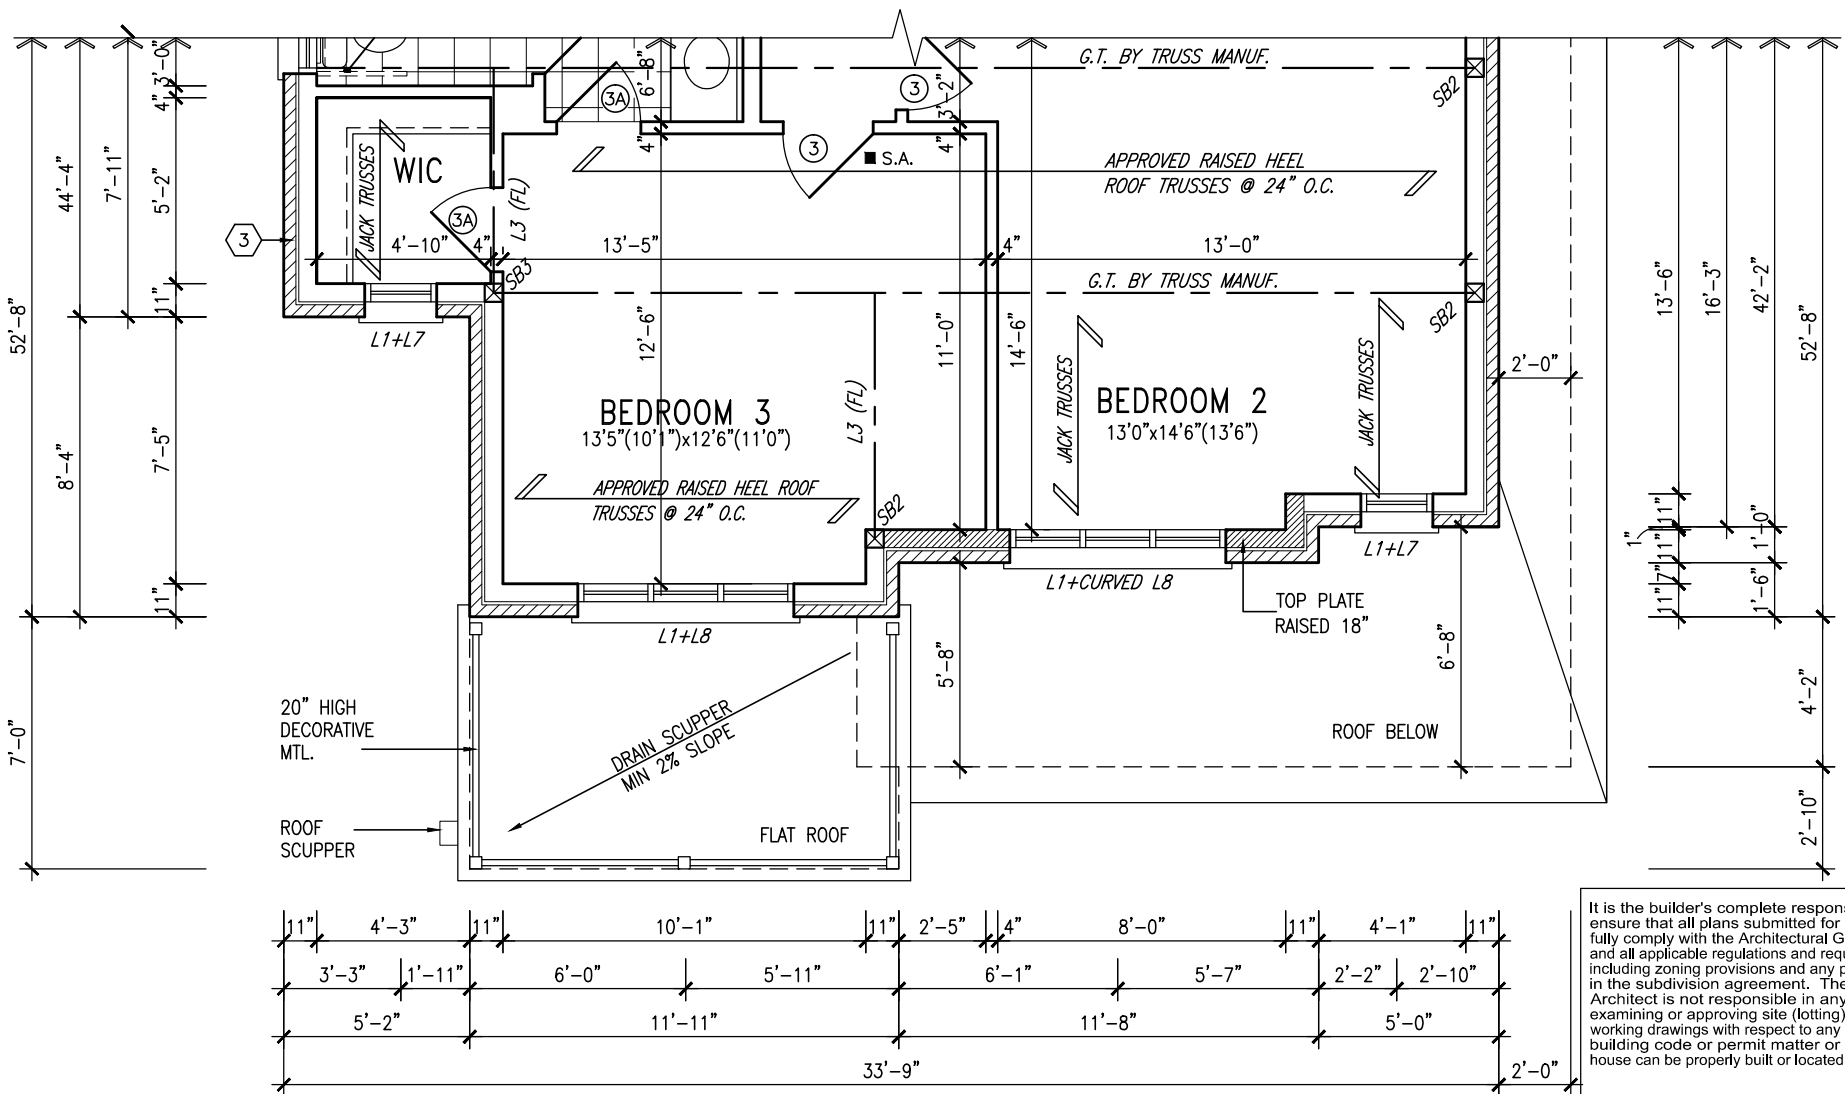 G.T. BY TRUSS MANUF.
3'-0"
4"
6'-8"
3A
3
3'-2"
SB2
44'-4"
7'-11"
5'-2"
JACK TRUSSES
WIC
4"
3
S.A.
4"
APPROVED RAISED HEEL
ROOF TRUSSES @ 24" O.C.
3
3A
L3 (FL)
4'-10"
4"
13'-5"
4"
13'-0"
SB3
G.T. BY TRUSS MANUF.
SB2
52'-8"
11"
L1+L7
12'-6"
11'-0"
14'-6"
13'-6"
16'-3"
42'-2"
52'-8"
2'-0"
JACK TRUSSES
JACK TRUSSES
L3 (FL)
BEDROOM 3
13'5"(10'1")x12'6"(11'0")
BEDROOM 2
13'0"x14'6"(13'6")
8'-4"
7'-5"
APPROVED RAISED HEEL ROOF
TRUSSES @ 24" O.C.
SB2
11"
1"
11"
1'-0"
7"
11"
1'-6"
L1+L7
L1+CURVED L8
TOP PLATE
RAISED 18"
11"
L1+L8
5'-8"
6'-8"
4'-2"
7'-0"
20" HIGH
DECORATIVE
MTL.
DRAIN SCUPPER
MIN 2% SLOPE
ROOF BELOW
ROOF
SCUPPER
FLAT ROOF
2'-10"
11" 4'-3" 11" 10'-1" 11" 2'-5" 4" 8'-0" 11" 4'-1" 11"
3'-3" 1'-11" 6'-0" 5'-11" 6'-1" 5'-7" 2'-2" 2'-10"
5'-2" 11'-11" 11'-8" 5'-0"
33'-9" 2'-0"
It is the builder's complete respons
ensure that all plans submitted for
fully comply with the Architectural G
and all applicable regulations and requ
including zoning provisions and any p
in the subdivision agreement. The
Architect is not responsible in any
examining or approving site (lotting)
working drawings with respect to any
building code or permit matter or
house can be properly built or located